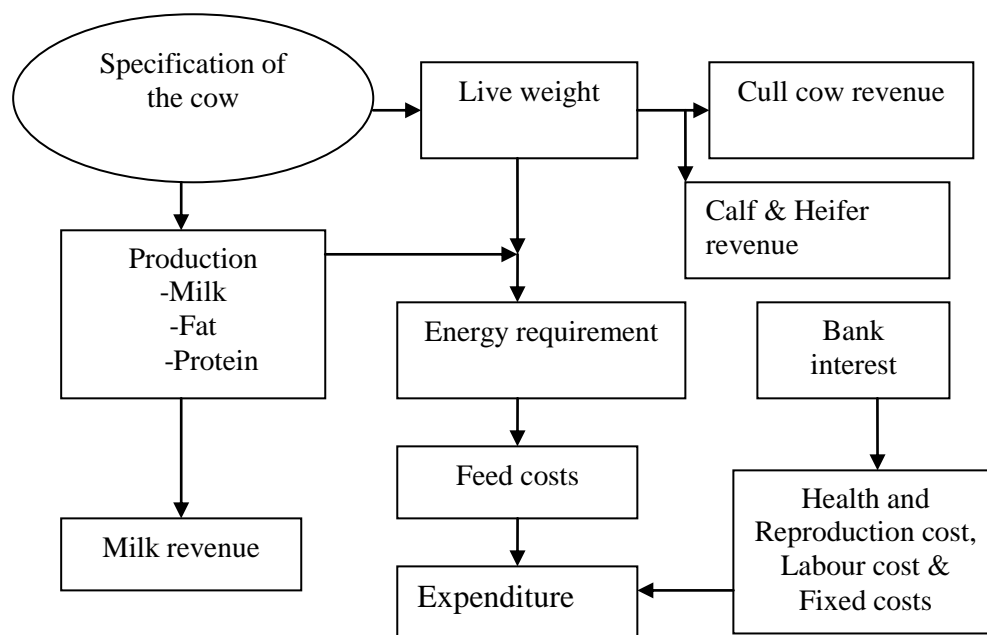 Specification of
the cow
Live weight
Cull cow revenue
Calf & Heifer
revenue
Production
-Milk
-Fat
-Protein
Energy requirement
Bank
interest
Feed costs
Health and
Reproduction cost,
Labour cost &
Fixed costs
Milk revenue
Expenditure